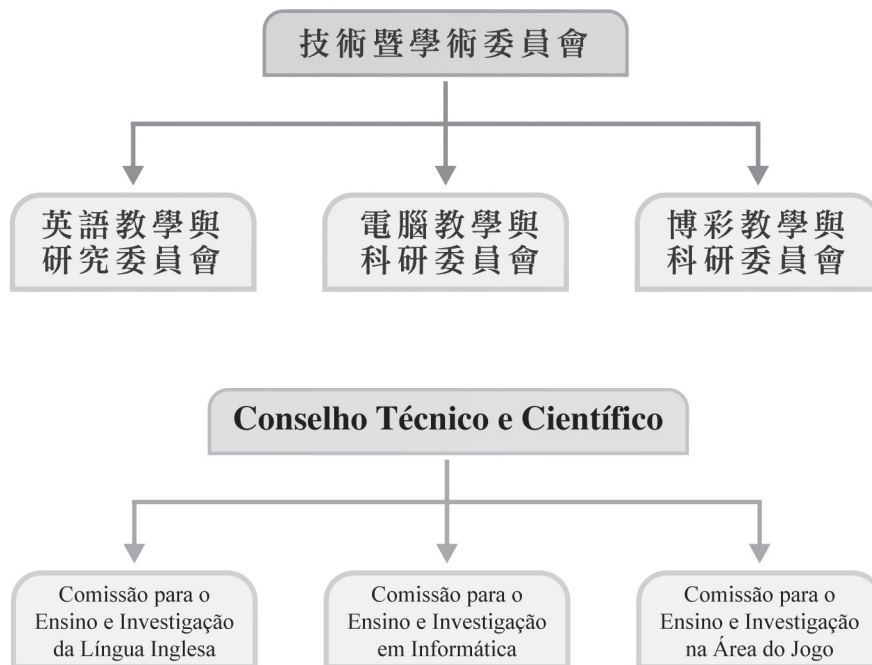 技術暨學術委員會
英語教學與
研究委員會
電腦教學與
科研委員會
博彩教學與
科研委員會
Conselho Técnico e Científico
Comissão para o
Ensino e Investigação
da Língua Inglesa
Comissão para o
Ensino e Investigação
em Informática
Comissão para o
Ensino e Investigação
na Área do Jogo